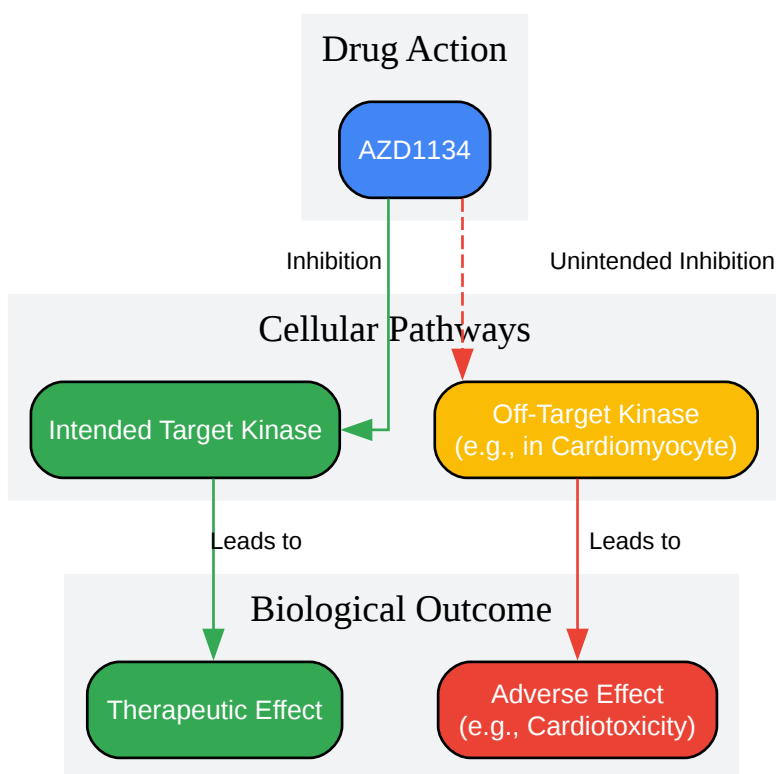 Drug Action
AZD1134
Inhibition
Unintended Inhibition
Cellular Pathways
Intended Target Kinase
Off-Target Kinase
(e.g., in Cardiomyocyte)
Leads to
Leads to
Biological Outcome
Therapeutic Effect
Adverse Effect
(e.g., Cardiotoxicity)